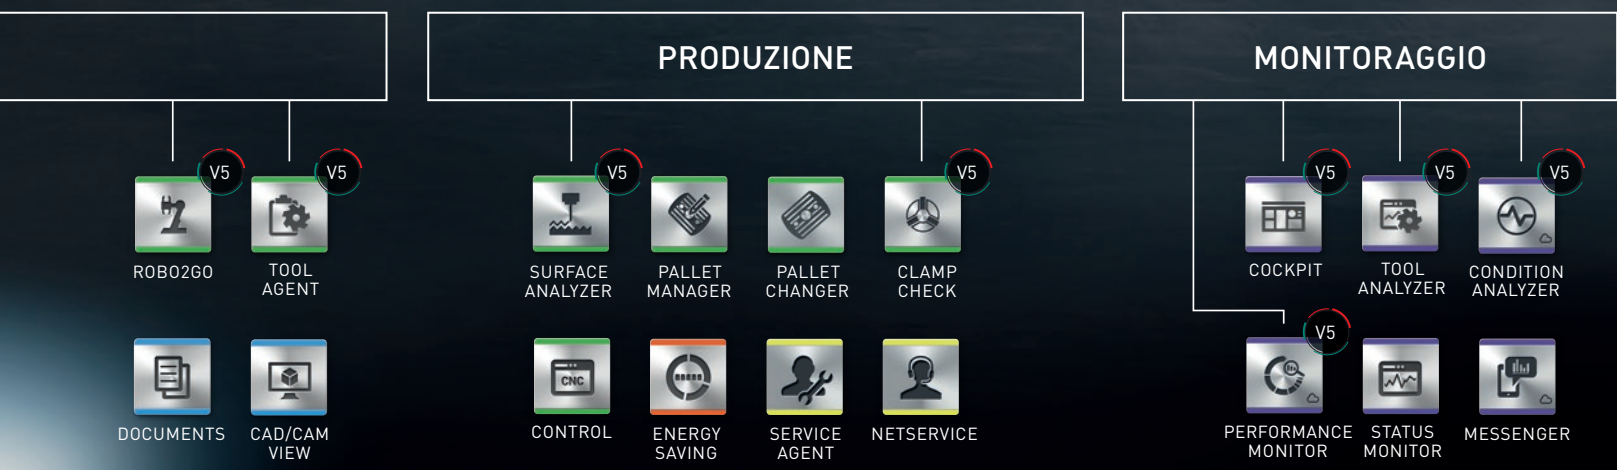 PRODUZIONE
MONITORAGGIO
V5
V5
V5
V5
V5
V5
V5
ROBO2GO
TOOL
AGENT
SURFACE
ANALYZER
PALLET
MANAGER
PALLET
CHANGER
CLAMP
CHECK
COCKPIT
TOOL
ANALYZER
CONDITION
ANALYZER
V5
CNC
DOCUMENTS
CAD/CAM
VIEW
CONTROL
ENERGY
SAVING
SERVICE
AGENT
NETSERVICE
PERFORMANCE
MONITOR
STATUS
MONITOR
MESSENGER